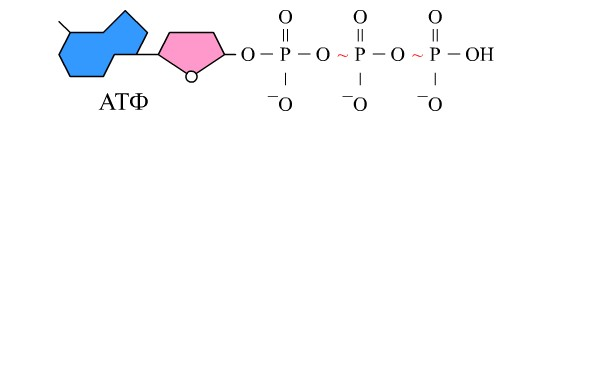 O O O
O – P – O ~ P – O ~ P – OH
⁻O ⁻O ⁻O
АТФ